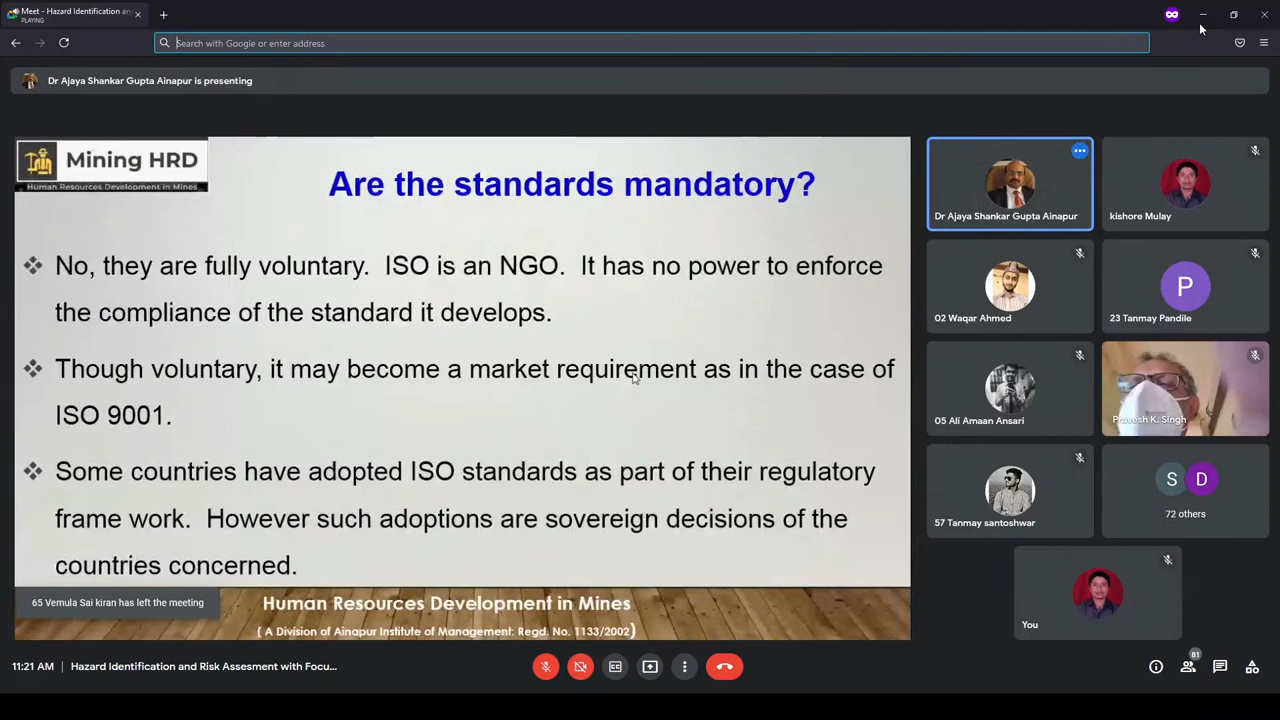 Meet - Hazard Identification an
PLAYING
Search with Google or enter address
Dr Ajaya Shankar Gupta Ainapur is presenting
Mining HRD
Human Resources Development in Mines
Are the standards mandatory?
No, they are fully voluntary. ISO is an NGO. It has no power to enforce
the compliance of the standard it develops.
Though voluntary, it may become a market requirement as in the case of
ISO 9001.
Some countries have adopted ISO standards as part of their regulatory
frame work. However such adoptions are sovereign decisions of the
countries concerned.
65 Vemula Sai kiran has left the meeting
Human Resources Development in Mines
( A Division of Ainapur Institute of Management: Regd. No. 1133/2002)
Dr Ajaya Shankar Gupta Ainapur
kishore Mulay
02 Waqar Ahmed
P
23 Tanmay Pandile
05 Ali Amaan Ansari
Pravesh K. Singh
57 Tanmay santoshwar
S D
72 others
You
11:21 AM | Hazard Identification and Risk Assesment with Focu...
81